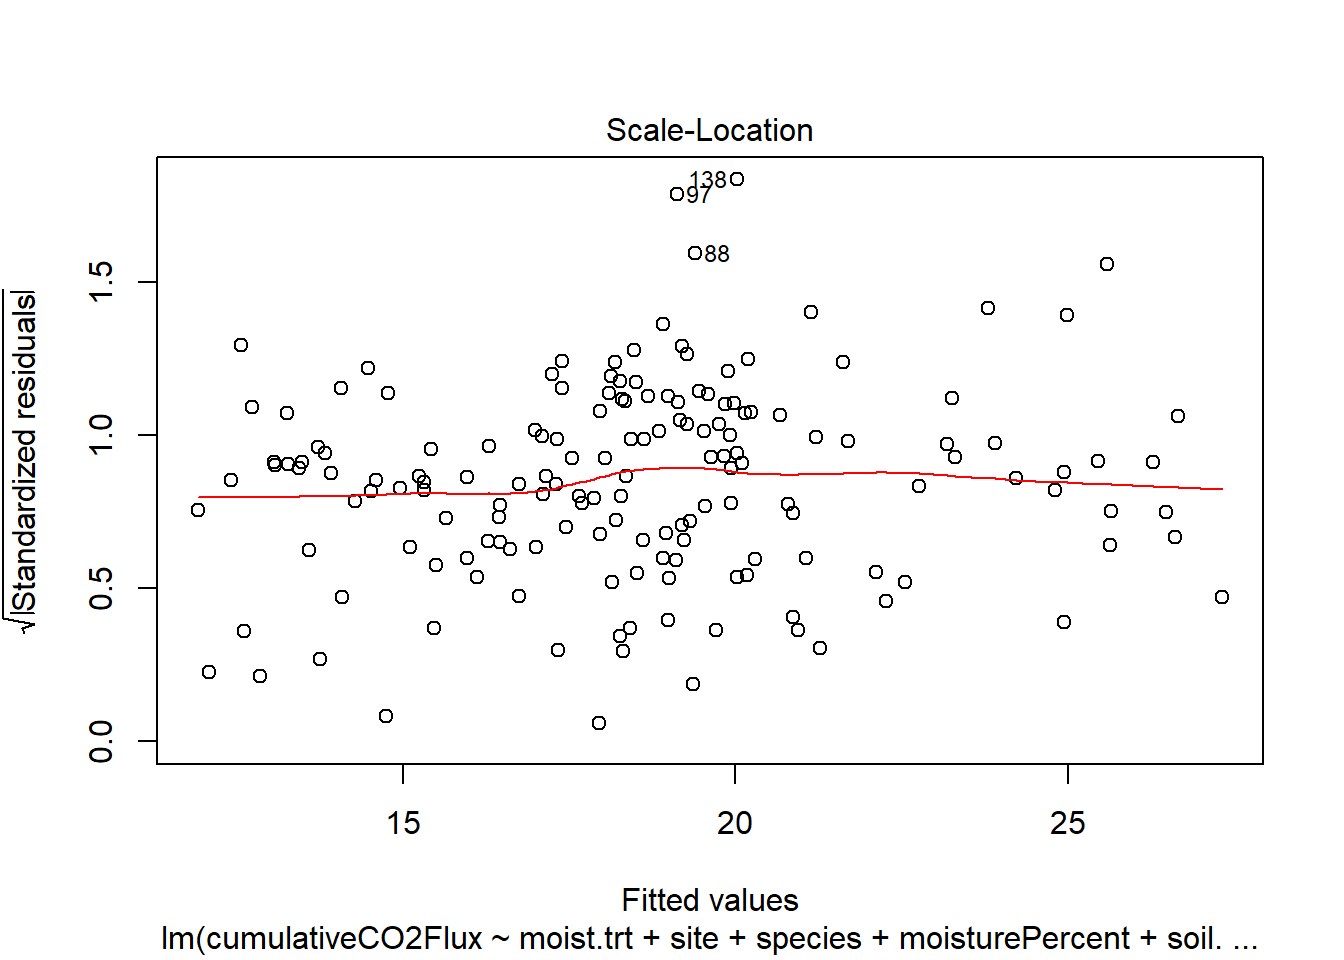 Scale-Location
138
97
88
√|Standardized residuals|
1.5
1.0
0.5
0.0
15 20 25
Fitted values
lm(cumulativeCO2Flux ~ moist.trt + site + species + moisturePercent + soil. ...